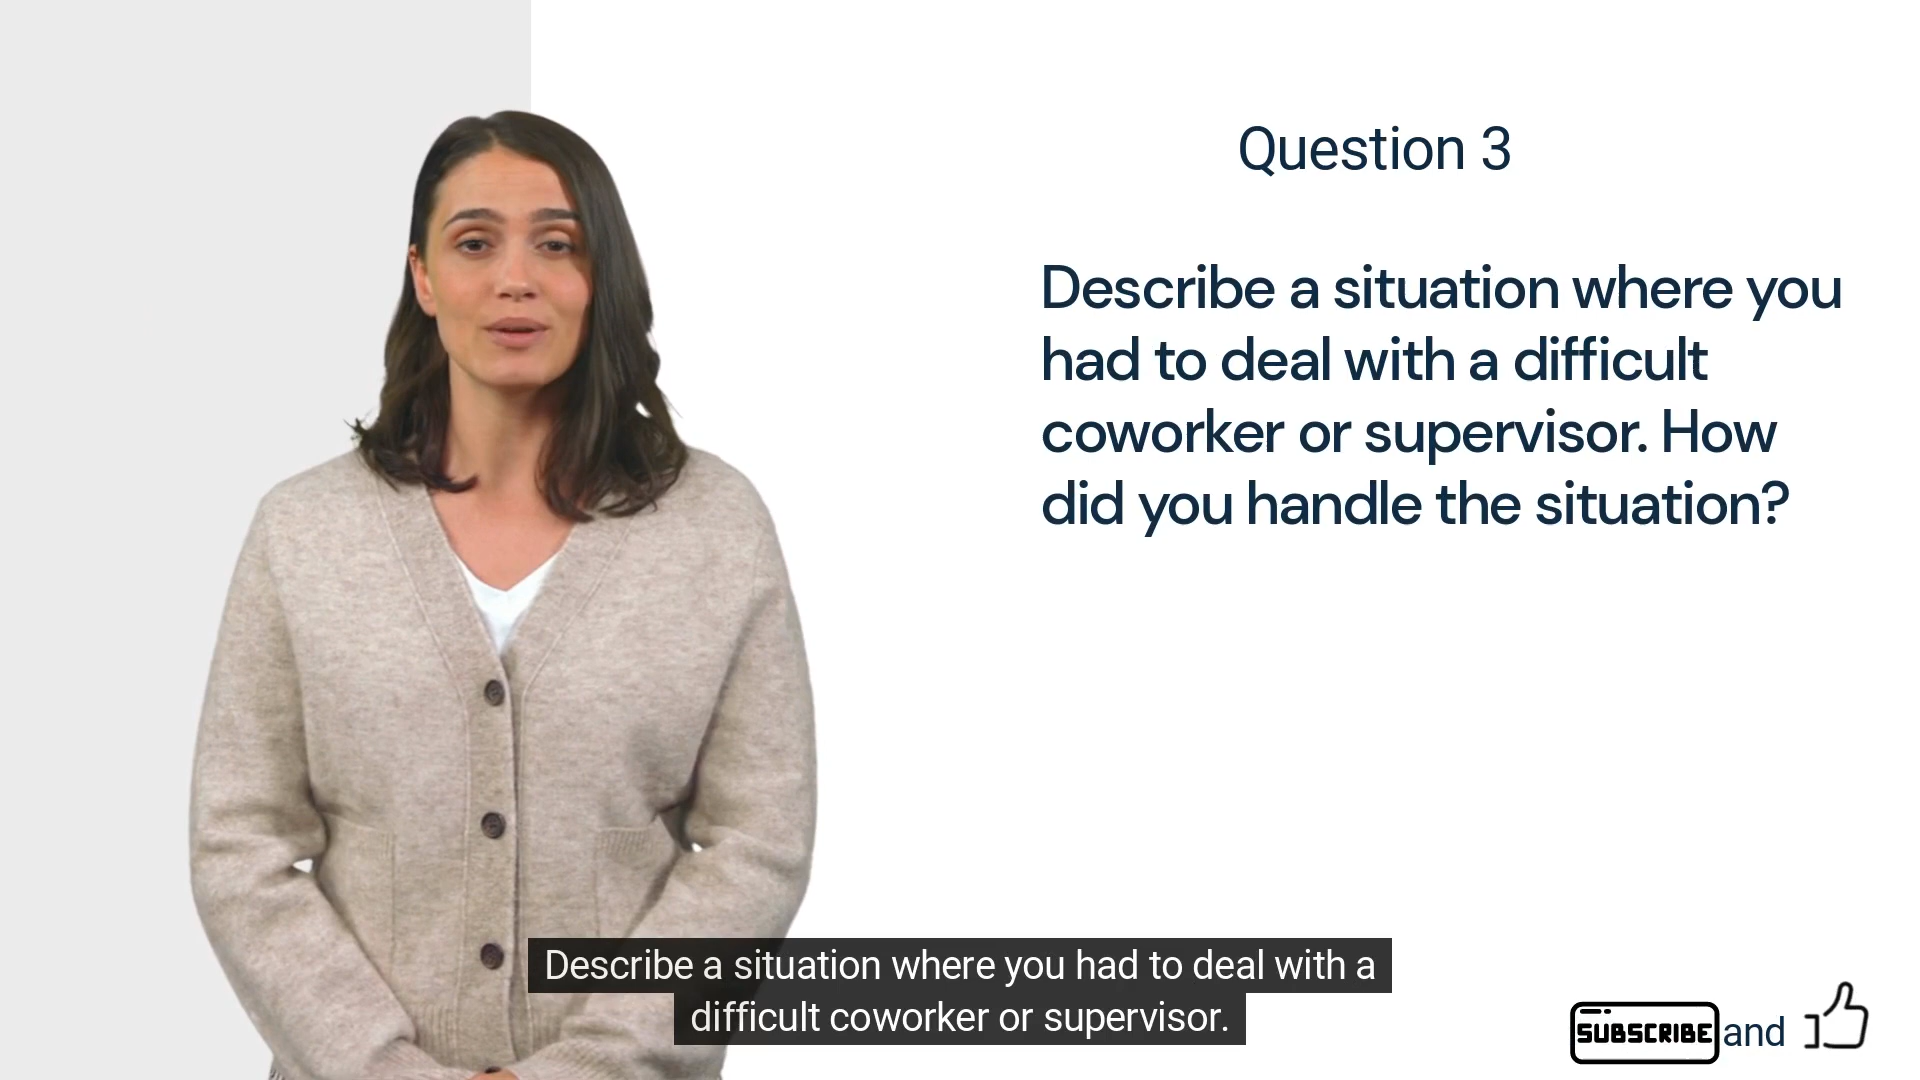 Question 3
Describe a situation where you
had to deal with a difficult
coworker or supervisor. How
did you handle the situation?
Describe a situation where you had to deal with a
difficult coworker or supervisor.
SUBSCRIBE and